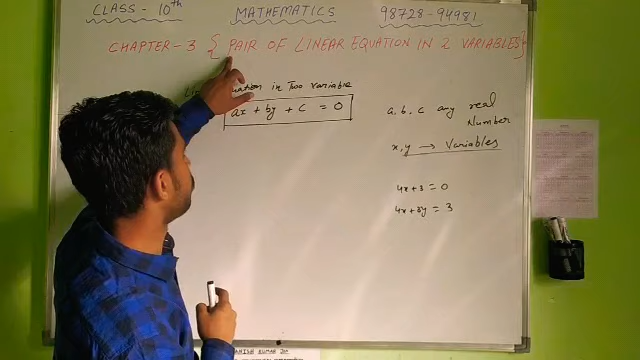 CLASS - 10th MATHEMATICS 98728-94981
CHAPTER-3 { PAIR OF LINEAR EQUATION IN 2 VARIABLES}
in Two variable
ax + by + c = 0
a, b, c any real
Number
x, y → Variables
4x + 3 = 0
4x + 3y = 3